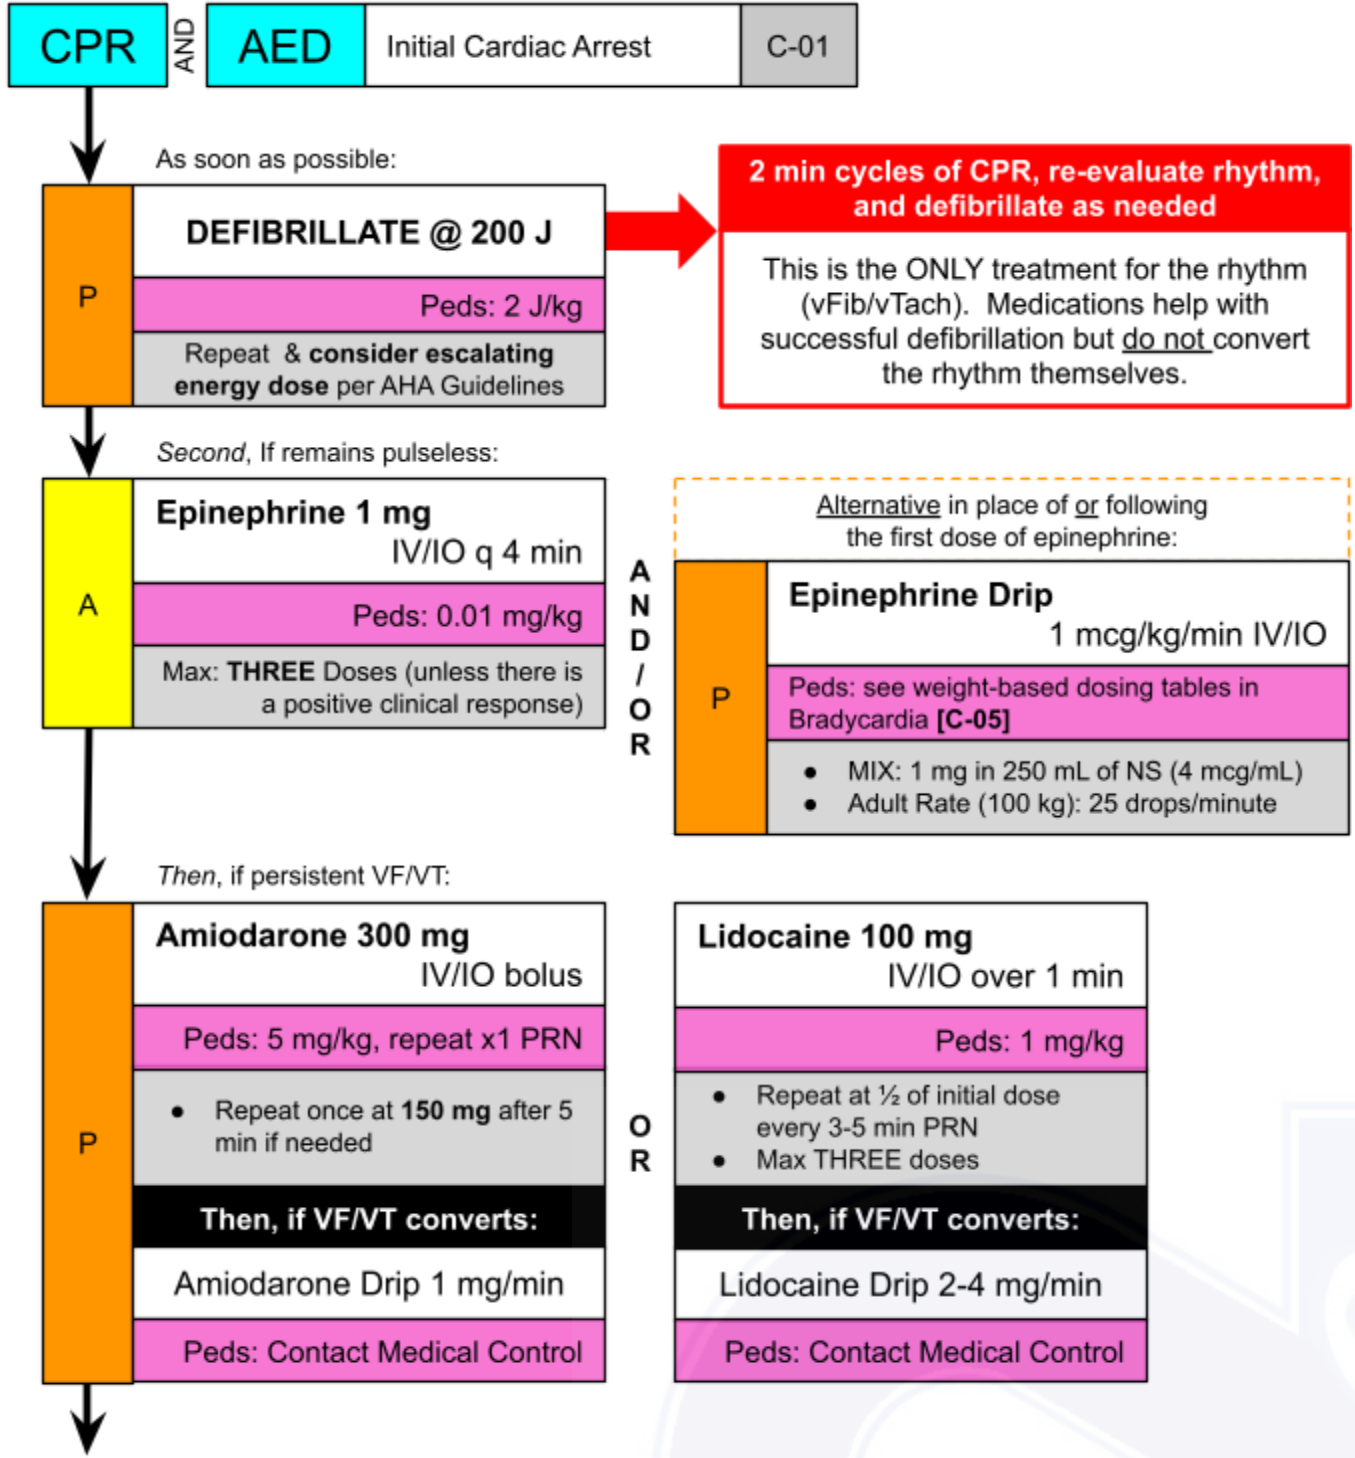 CPR
AND
AED
Initial Cardiac Arrest
C-01
As soon as possible:
P
DEFIBRILLATE @ 200 J
Peds: 2 J/kg
Repeat & consider escalating
energy dose per AHA Guidelines
2 min cycles of CPR, re-evaluate rhythm,
and defibrillate as needed
This is the ONLY treatment for the rhythm
(vFib/vTach). Medications help with
successful defibrillation but do not convert
the rhythm themselves.
Second, If remains pulseless:
A
Epinephrine 1 mg
IV/IO q 4 min
Peds: 0.01 mg/kg
Max: THREE Doses (unless there is
a positive clinical response)
AND/OR
Alternative in place of or following
the first dose of epinephrine:
P
Epinephrine Drip
1 mcg/kg/min IV/IO
Peds: see weight-based dosing tables in
Bradycardia [C-05]
● MIX: 1 mg in 250 mL of NS (4 mcg/mL)
● Adult Rate (100 kg): 25 drops/minute
Then, if persistent VF/VT:
P
Amiodarone 300 mg
IV/IO bolus
Peds: 5 mg/kg, repeat x1 PRN
● Repeat once at 150 mg after 5
min if needed
Then, if VF/VT converts:
Amiodarone Drip 1 mg/min
Peds: Contact Medical Control
OR
Lidocaine 100 mg
IV/IO over 1 min
Peds: 1 mg/kg
● Repeat at ½ of initial dose
every 3-5 min PRN
● Max THREE doses
Then, if VF/VT converts:
Lidocaine Drip 2-4 mg/min
Peds: Contact Medical Control